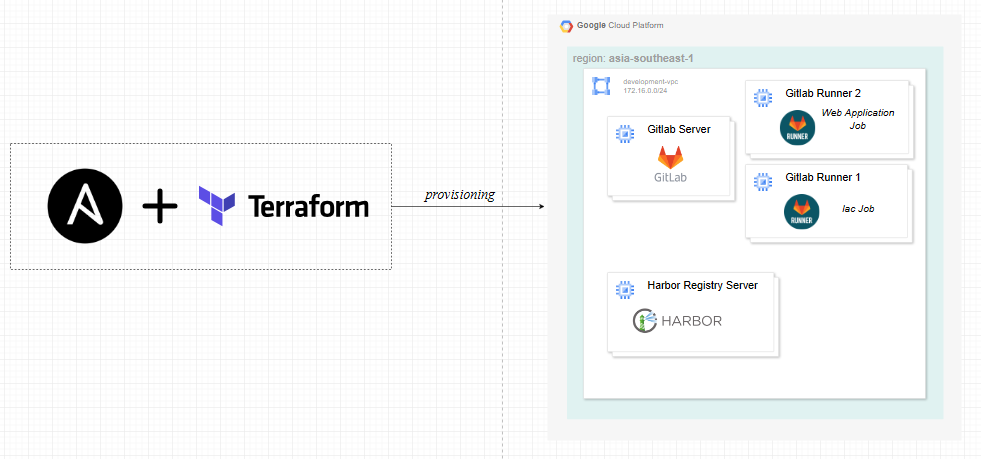 Google Cloud Platform
region: asia-southeast-1
development-vpc
172.16.0.0/24
Gitlab Runner 2
Web Application
Job
RUNNER
Gitlab Server
GitLab
Gitlab Runner 1
Iac Job
RUNNER
Terraform
provisioning
Harbor Registry Server
HARBOR